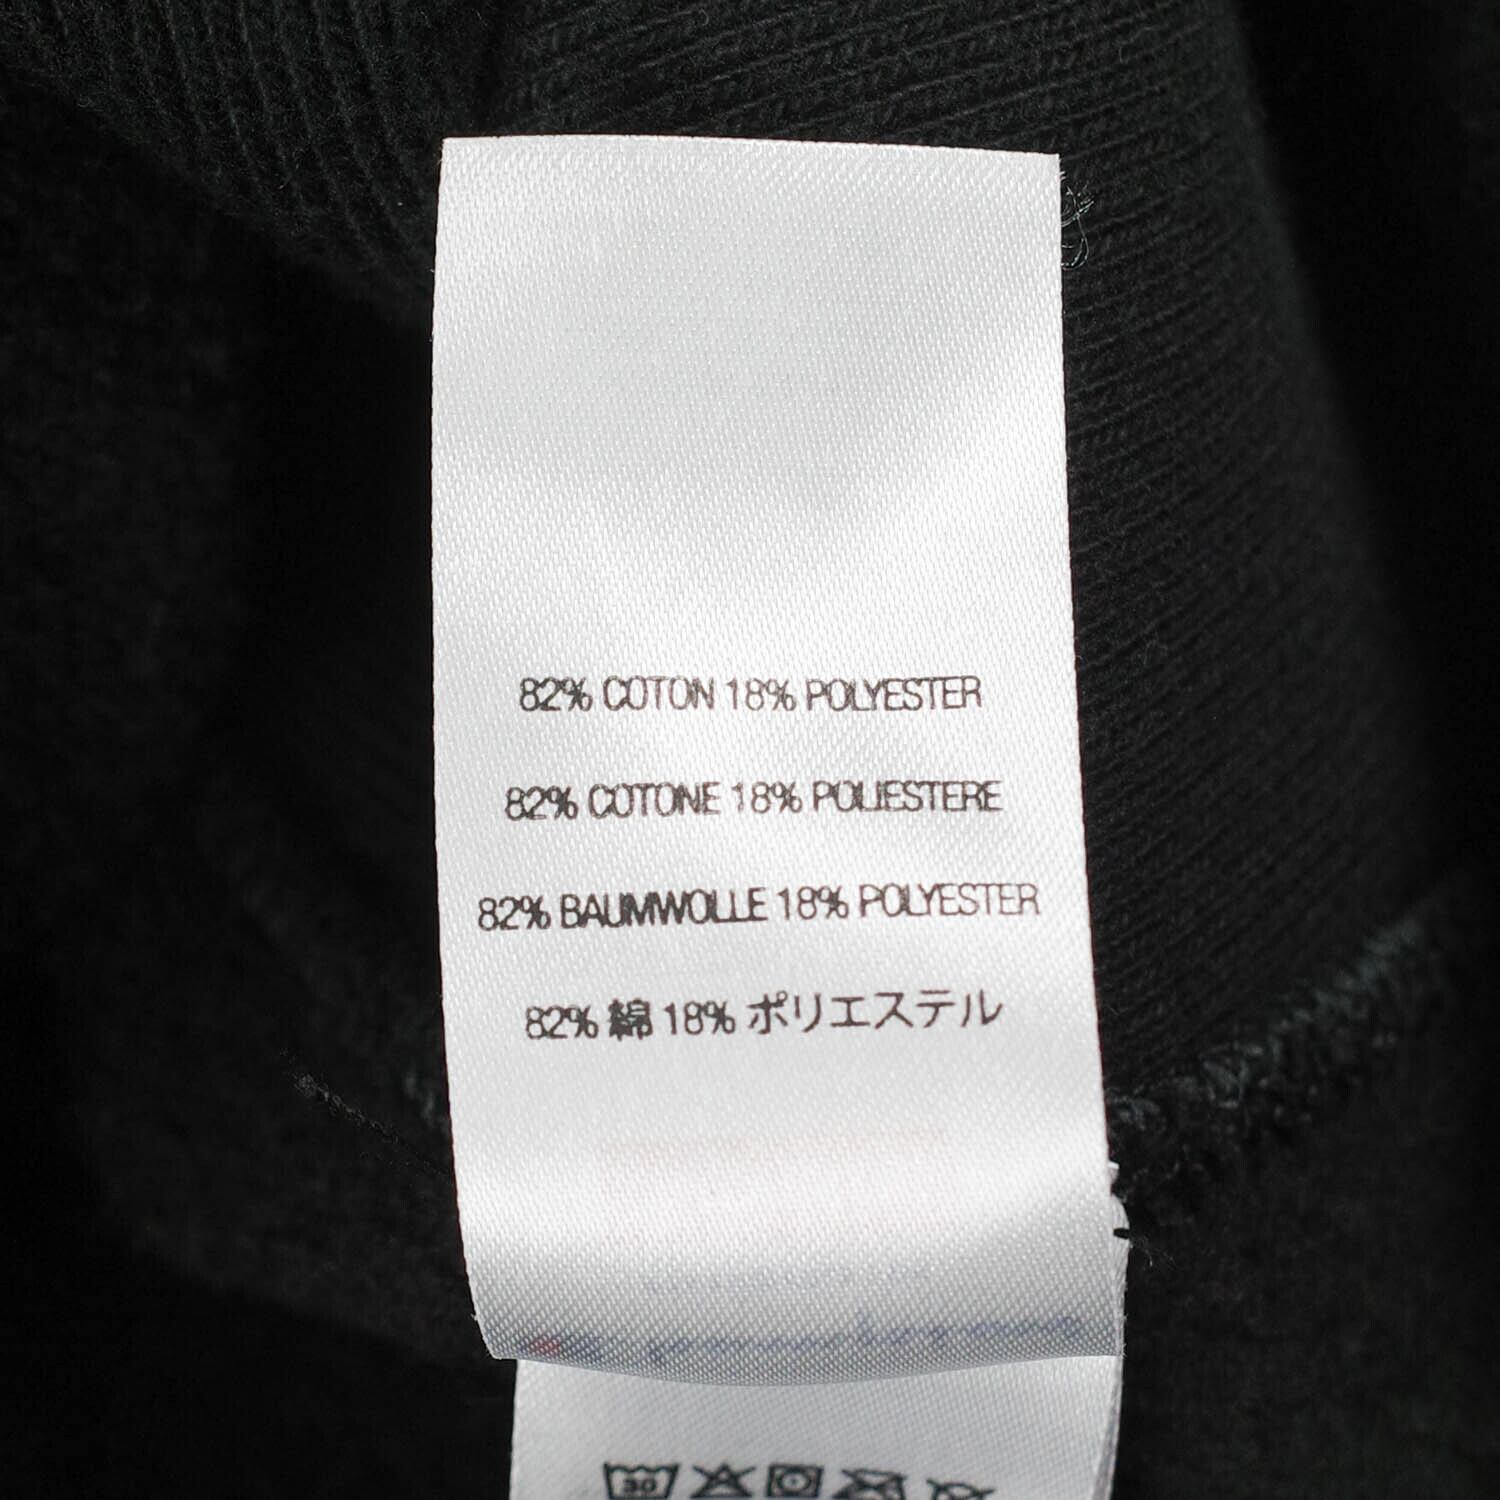 82% COTON 18% POLYESTER
82% COTONE 18% POLIESTERE
82% BAUMWOLLE 18% POLYESTER
82% 綿 18% ポリエステル
30